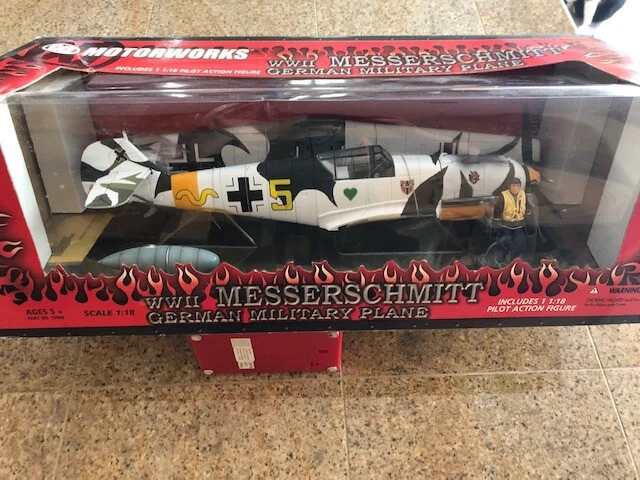 MOTORWORKS
INCLUDES 1 1:18 PILOT ACTION FIGURE
WWII MESSERSCHMITT
GERMAN MILITARY PLANE
5
WWII MESSERSCHMITT
GERMAN MILITARY PLANE
AGES 5 +
SCALE 1:18
INCLUDES 1 1:18
PILOT ACTION FIGURE
WARNING